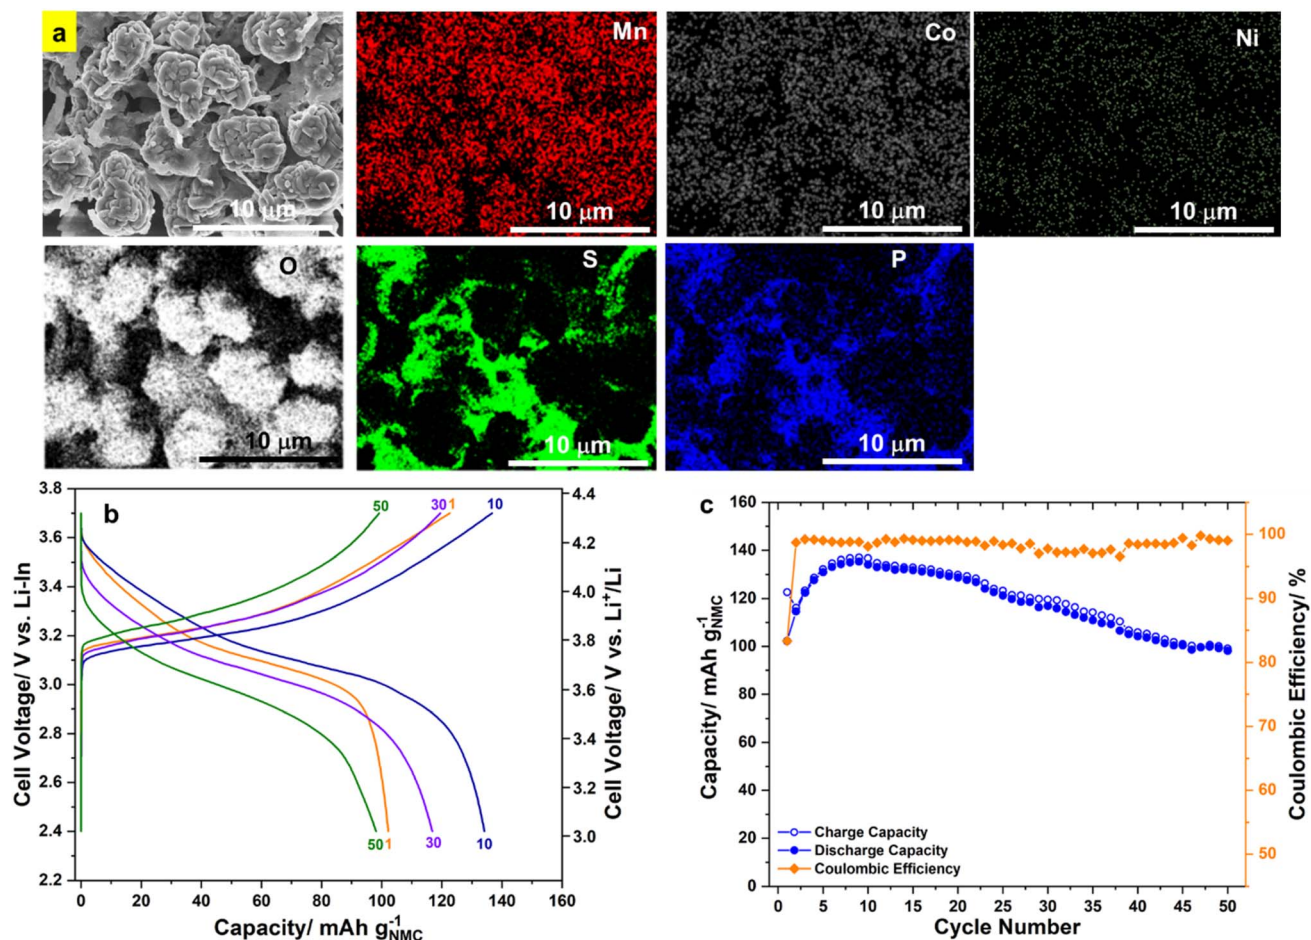 a
Mn
Co
Ni
10 μm
10 μm
10 μm
10 μm
O
S
P
10 μm
10 μm
10 μm
b
3.8
3.6
3.4
3.2
3.0
2.8
2.6
2.4
2.2
Cell Voltage/ V vs. Li-In
4.4
4.2
4.0
3.8
3.6
3.4
3.2
3.0
Cell Voltage/ V vs. Li⁺/Li
50 30 1 10
50 1 30 10
0 20 40 60 80 100 120 140 160
Capacity/ mAh g⁻¹NMC
c
160
140
120
100
80
60
40
20
0
Capacity/ mAh g⁻¹NMC
100
90
80
70
60
50
Coulombic Efficiency/ %
Charge Capacity
Discharge Capacity
Coulombic Efficiency
0 5 10 15 20 25 30 35 40 45 50
Cycle Number